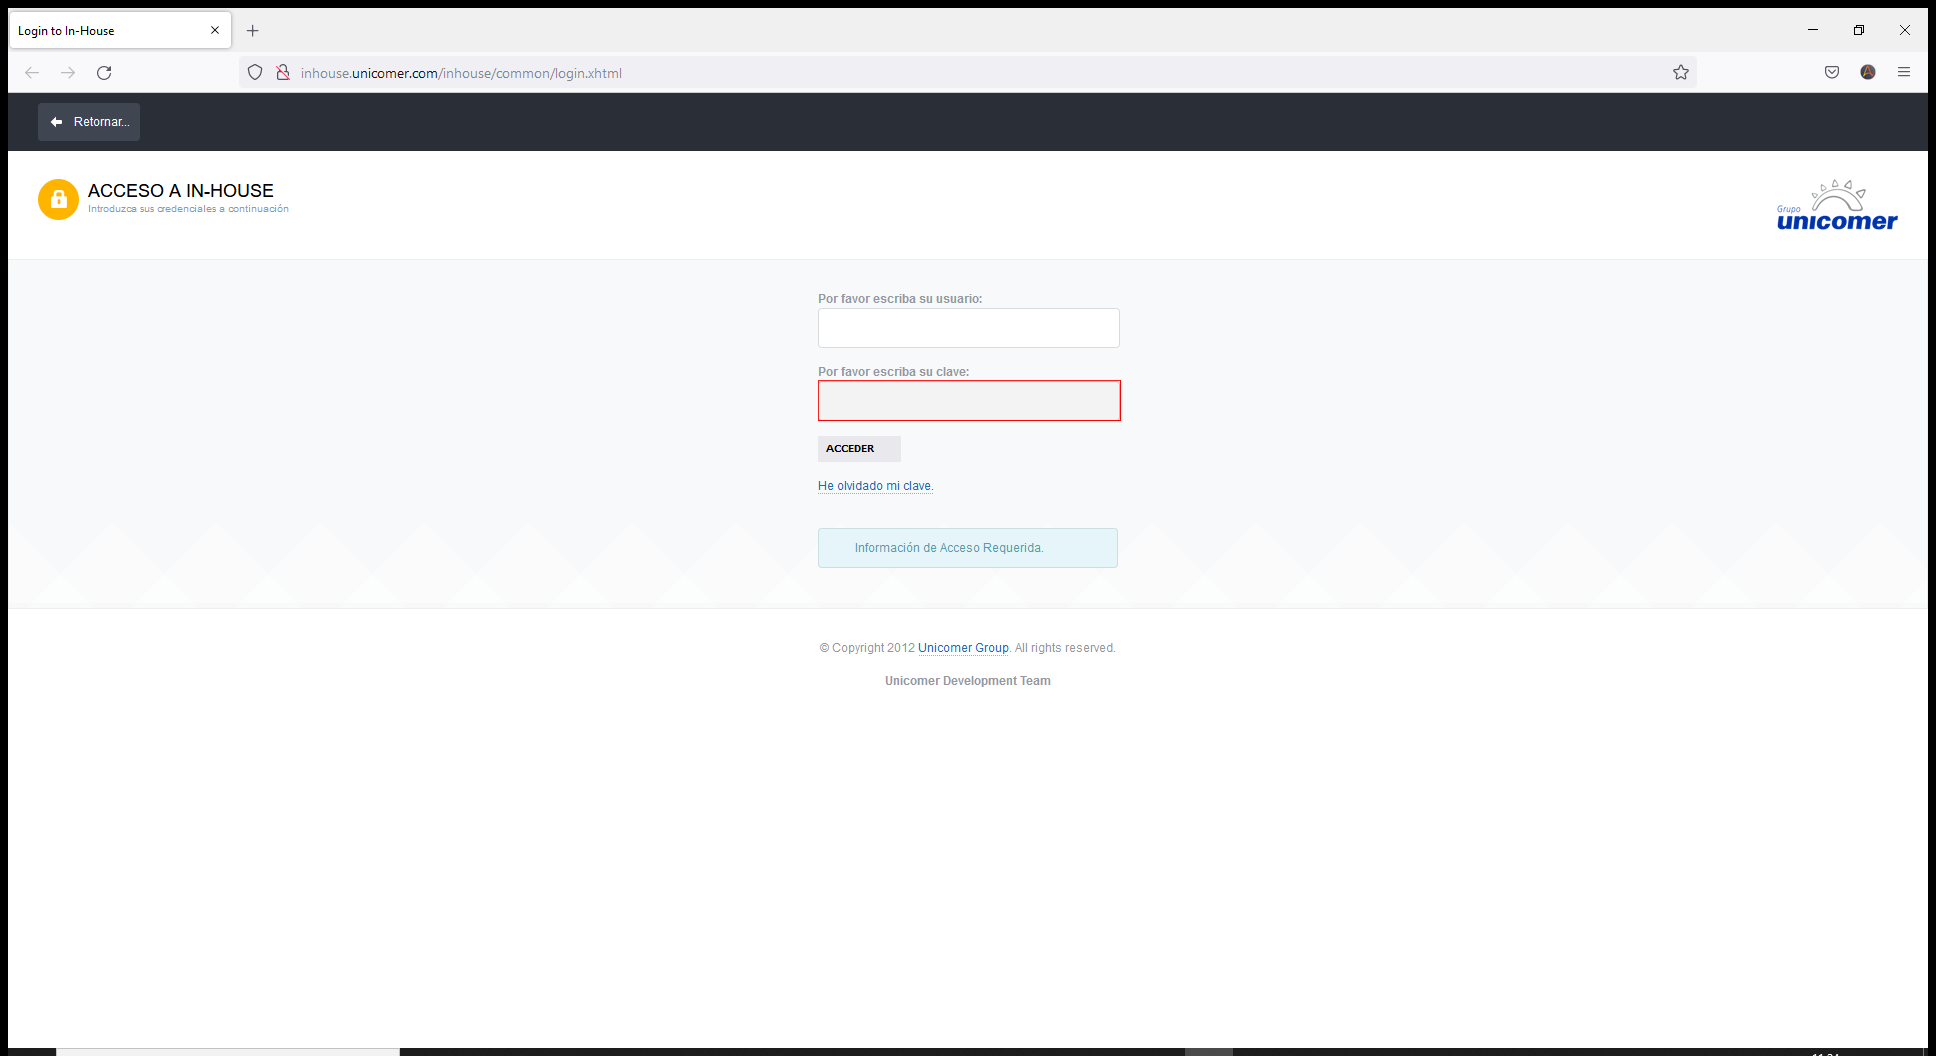 Login to In-House
inhouse.unicomer.com/inhouse/common/login.xhtml
Retornar...
ACCESO A IN-HOUSE
Introduzca sus credenciales a continuación
Grupo
unicomer
Por favor escriba su usuario:
Por favor escriba su clave:
ACCEDER
He olvidado mi clave.
Información de Acceso Requerida.
© Copyright 2012 Unicomer Group. All rights reserved.
Unicomer Development Team